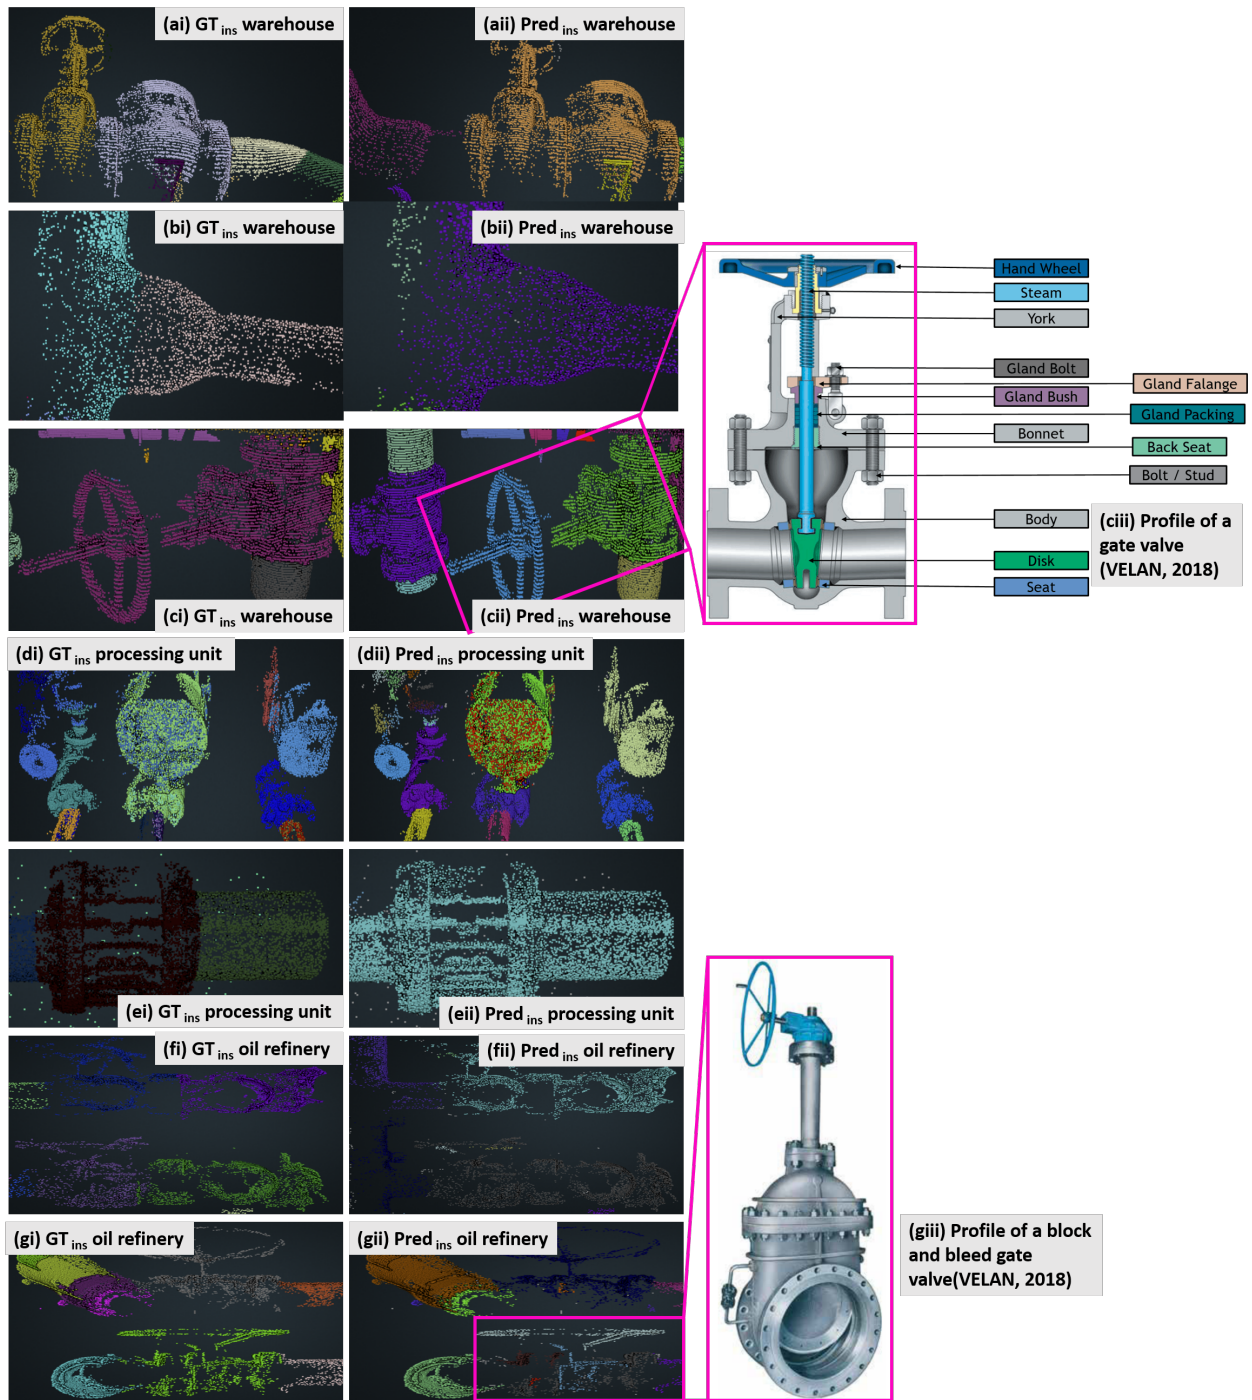 (ai) GT ins warehouse
(aii) Pred ins warehouse
(bi) GT ins warehouse
(bii) Pred ins warehouse
Hand Wheel
Steam
York
Gland Bolt
Gland Falange
Gland Bush
Gland Packing
Bonnet
Back Seat
Bolt / Stud
Body
Disk
Seat
(ciii) Profile of a
gate valve
(VELAN, 2018)
(ci) GT ins warehouse
(cii) Pred ins warehouse
(di) GT ins processing unit
(dii) Pred ins processing unit
(ei) GT ins processing unit
(eii) Pred ins processing unit
(fi) GT ins oil refinery
(fii) Pred ins oil refinery
(gi) GT ins oil refinery
(gii) Pred ins oil refinery
(giii) Profile of a block
and bleed gate
valve(VELAN, 2018)